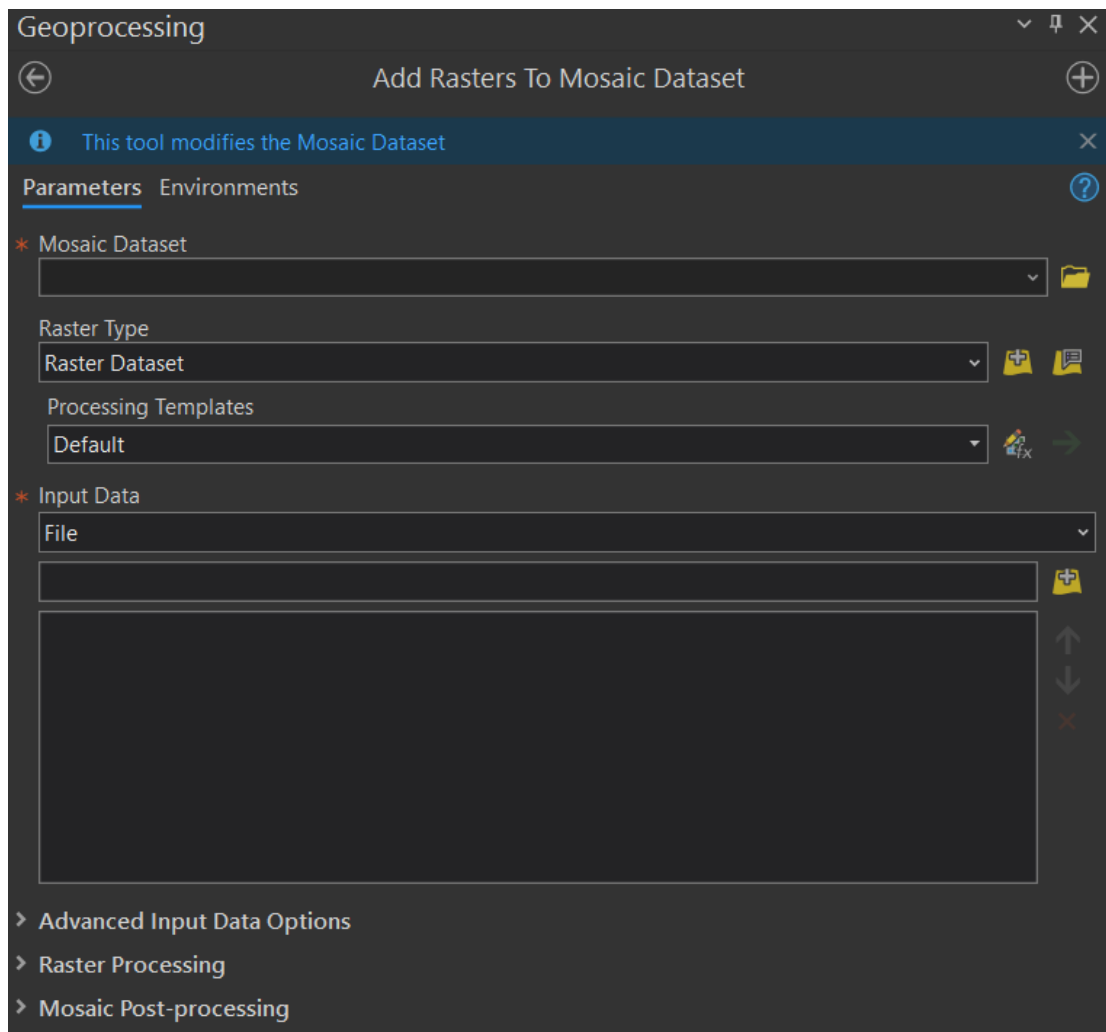 Geoprocessing
Add Rasters To Mosaic Dataset
This tool modifies the Mosaic Dataset
Parameters Environments
* Mosaic Dataset
Raster Type
Raster Dataset
Processing Templates
Default
* Input Data
File
Advanced Input Data Options
Raster Processing
Mosaic Post-processing